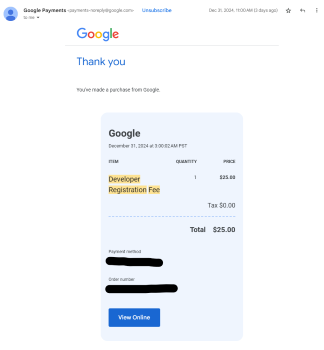 Google Payments <payments-noreply@google.com> Unsubscribe Dec 31, 2024, 11:00 AM (3 days ago)
to me
Google
Thank you
You've made a purchase from Google.
Google
December 31, 2024 at 3:00:02 AM PST
ITEM QUANTITY PRICE
Developer 1 $25.00
Registration Fee
Tax $0.00
Total $25.00
Payment method
Order number
View Online